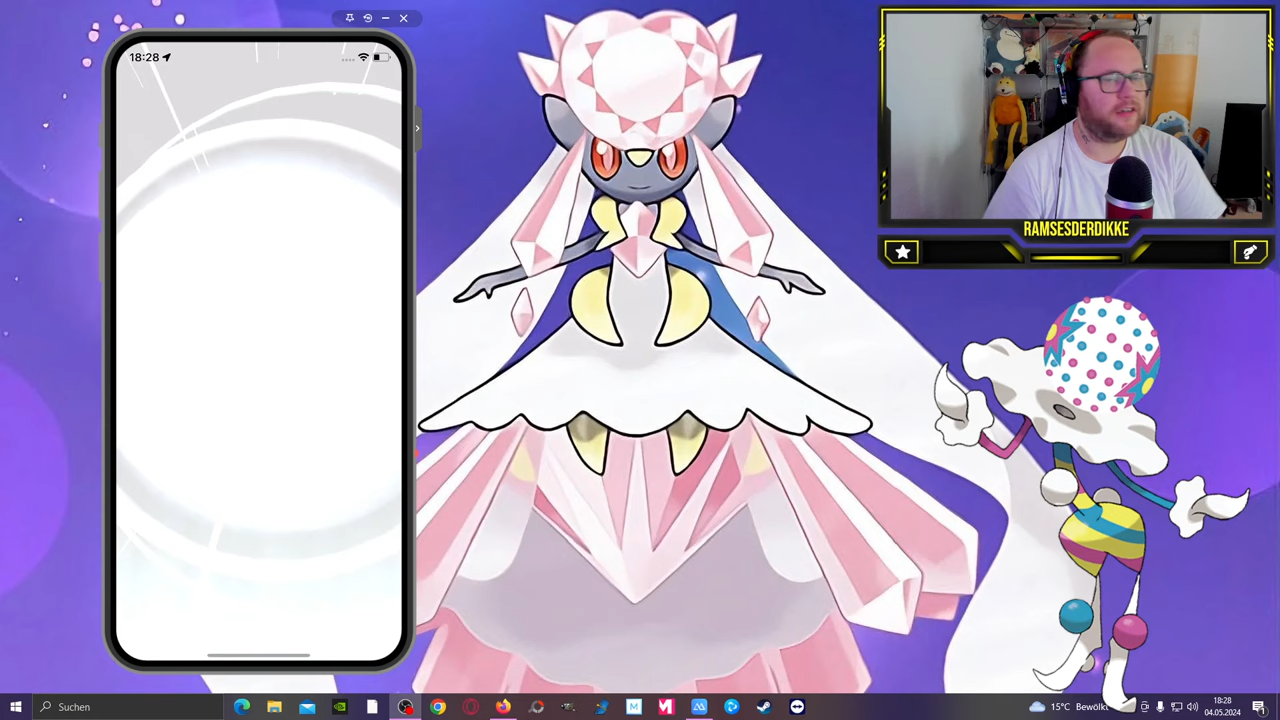 18:28
RAMSESDERDIKKE
Suchen
15°C Bewölkt
18:28
04.05.2024